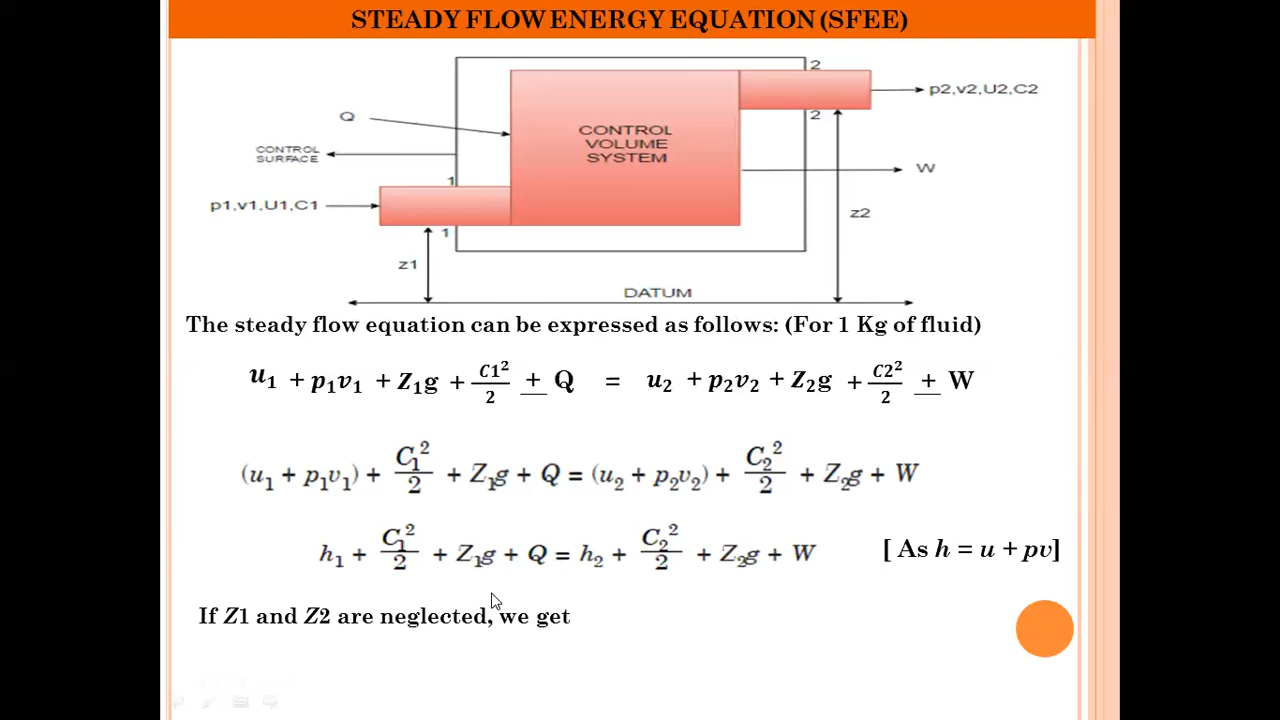 STEADY FLOW ENERGY EQUATION (SFEE)
2
p2,v2,U2,C2
Q
2
CONTROL
VOLUME
SYSTEM
CONTROL
SURFACE
W
1
p1,v1,U1,C1
z2
1
z1
DATUM
The steady flow equation can be expressed as follows: (For 1 Kg of fluid)
u₁ + p₁v₁ + Z₁g + C1²/2 ± Q = u₂ + p₂v₂ + Z₂g + C2²/2 ± W
(u₁ + p₁v₁) + C₁²/2 + Z₁g + Q = (u₂ + p₂v₂) + C₂²/2 + Z₂g + W
h₁ + C₁²/2 + Z₁g + Q = h₂ + C₂²/2 + Z₂g + W [ As h = u + pv]
If Z1 and Z2 are neglected, we get